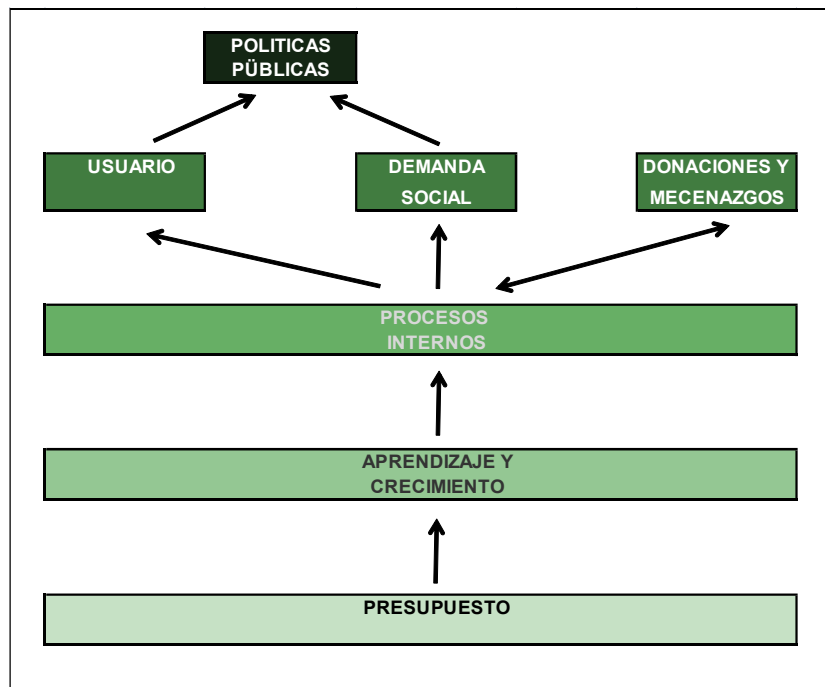 POLITICAS
PÜBLICAS
USUARIO
DEMANDA
SOCIAL
DONACIONES Y
MECENAZGOS
PROCESOS
INTERNOS
APRENDIZAJE Y
CRECIMIENTO
PRESUPUESTO